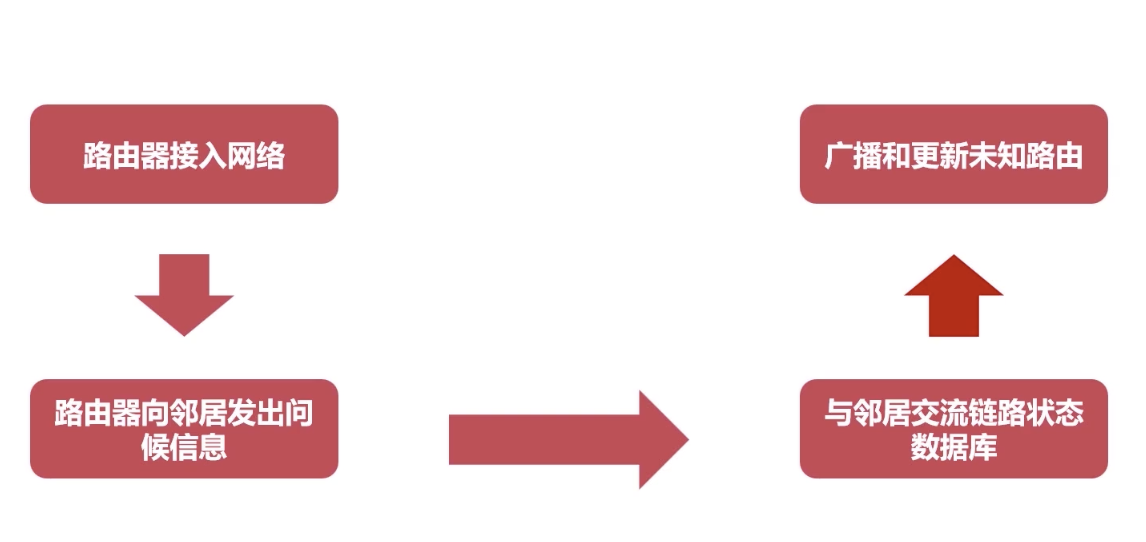 路由器接入网络
广播和更新未知路由
路由器向邻居发出问
候信息
与邻居交流链路状态
数据库